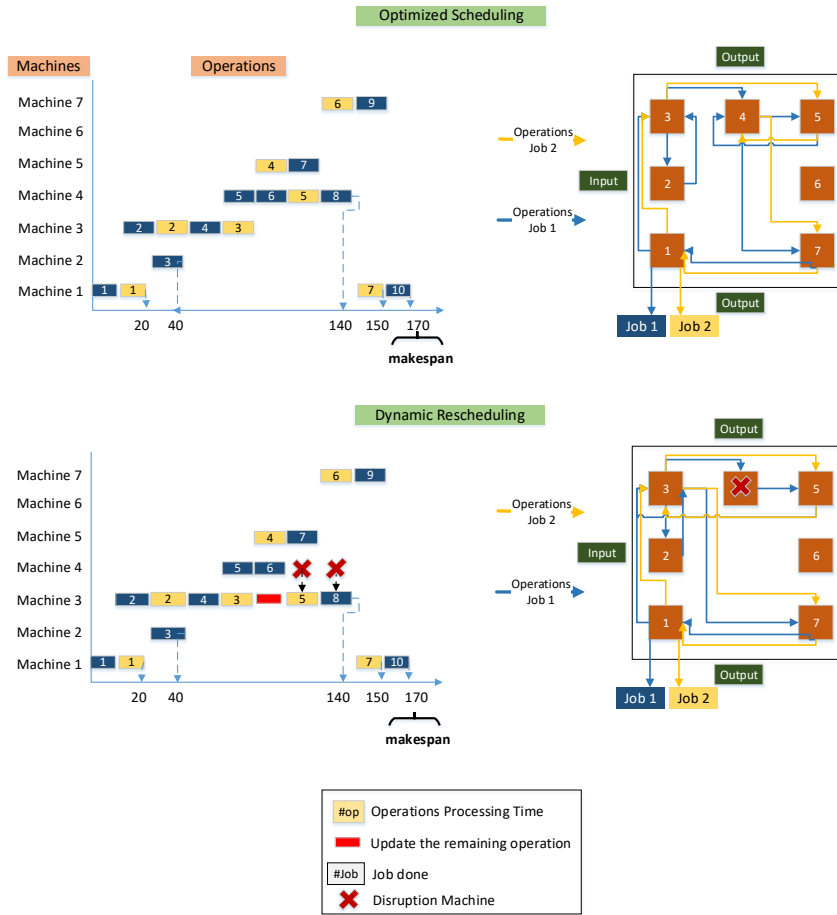 Optimized Scheduling
Machines
Operations
Output
Machine 7
6
9
3
4
5
Machine 6
Operations
Job 2
Machine 5
4
7
2
6
Input
Machine 4
5
6
5
8
Operations
Job 1
Machine 3
2
2
4
3
1
7
Machine 2
3
Machine 1
1
1
7
10
Output
20
40
140
150
170
Job 1
Job 2
makespan
Dynamic Rescheduling
Output
Machine 7
6
9
3
5
Machine 6
Operations
Job 2
Machine 5
4
7
2
6
Input
Machine 4
5
6
Operations
Job 1
Machine 3
2
2
4
3
5
8
1
7
Machine 2
3
Machine 1
1
1
7
10
Output
20
40
140
150
170
Job 1
Job 2
makespan
#op
Operations Processing Time
Update the remaining operation
#Job
Job done
Disruption Machine